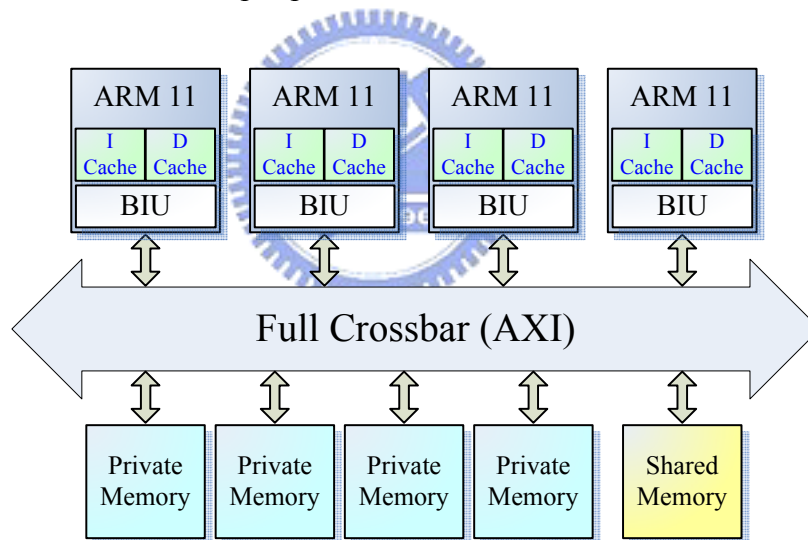 ARM 11 ARM 11 ARM 11 ARM 11
I D I D I D I D
Cache Cache Cache Cache Cache Cache Cache Cache
BIU BIU BIU BIU
Full Crossbar (AXI)
Private Private Private Private Shared
Memory Memory Memory Memory Memory